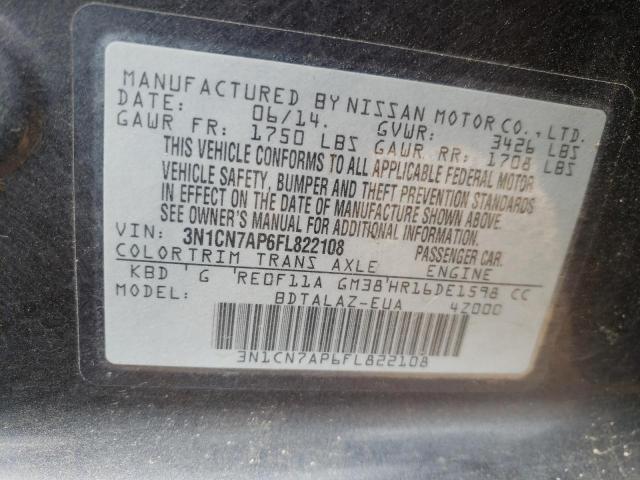 MANUFACTURED BY NISSAN MOTOR CO., LTD.
DATE: 06/14. GVWR: 3426 LBS
GAWR FR: 1750 LBS GAWR RR: 1708 LBS
THIS VEHICLE CONFORMS TO ALL APPLICABLE FEDERAL MOTOR
VEHICLE SAFETY, BUMPER AND THEFT PREVENTION STANDARDS
IN EFFECT ON THE DATE OF MANUFACTURE SHOWN ABOVE.
SEE OWNER'S MANUAL FOR ADDITIONAL INFORMATION.
VIN: 3N1CN7AP6FL822108 PASSENGER CAR.
COLOR TRIM TRANS AXLE ENGINE
KBD G RE0F11A GM38 HR16DE1598 CC
MODEL: BDTALAZ-EUA 4Z000
3N1CN7AP6FL822108